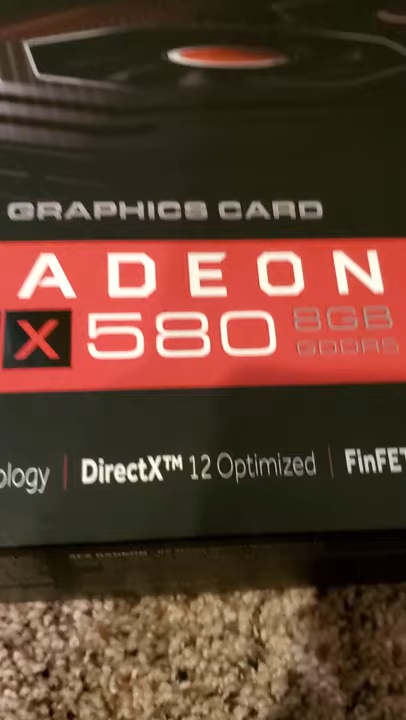 GRAPHICS CARD
ADEON
X 580 8GB
GDDR5
ology | DirectX™ 12 Optimized | FinFET